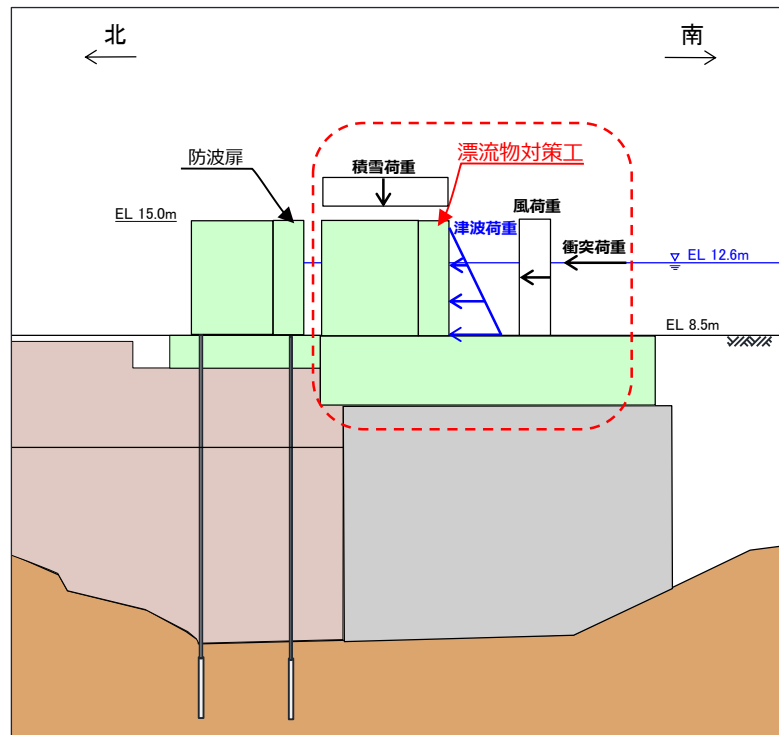 北
南
防波扉
積雪荷重
漂流物対策工
風荷重
EL 15.0m
津波荷重
衝突荷重
EL 12.6m
EL 8.5m